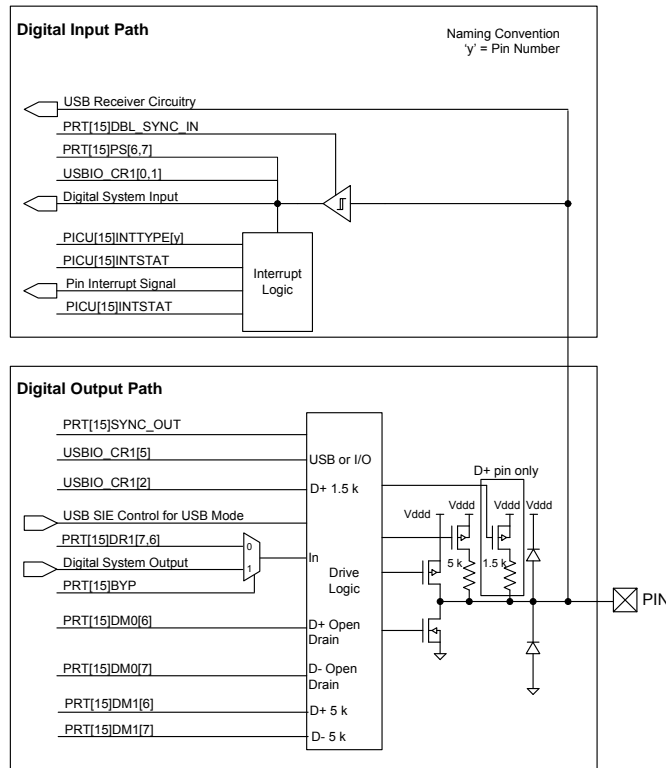 Digital Input Path
Naming Convention
‘y’ = Pin Number
USB Receiver Circuitry
PRT[15]DBL_SYNC_IN
PRT[15]PS[6,7]
USBIO_CR1[0,1]
Digital System Input
PICU[15]INTTYPE[y]
PICU[15]INTSTAT
Pin Interrupt Signal
PICU[15]INTSTAT
Interrupt
Logic
Digital Output Path
PRT[15]SYNC_OUT
USBIO_CR1[5]
USB or I/O
D+ pin only
USBIO_CR1[2]
D+ 1.5 k
USB SIE Control for USB Mode
Vddd
Vddd
Vddd
Vddd
PRT[15]DR1[7,6]
0
Digital System Output
1
In
5 k
1.5 k
PRT[15]BYP
Drive
Logic
PIN
PRT[15]DM0[6]
D+ Open
Drain
PRT[15]DM0[7]
D- Open
Drain
PRT[15]DM1[6]
D+ 5 k
PRT[15]DM1[7]
D- 5 k